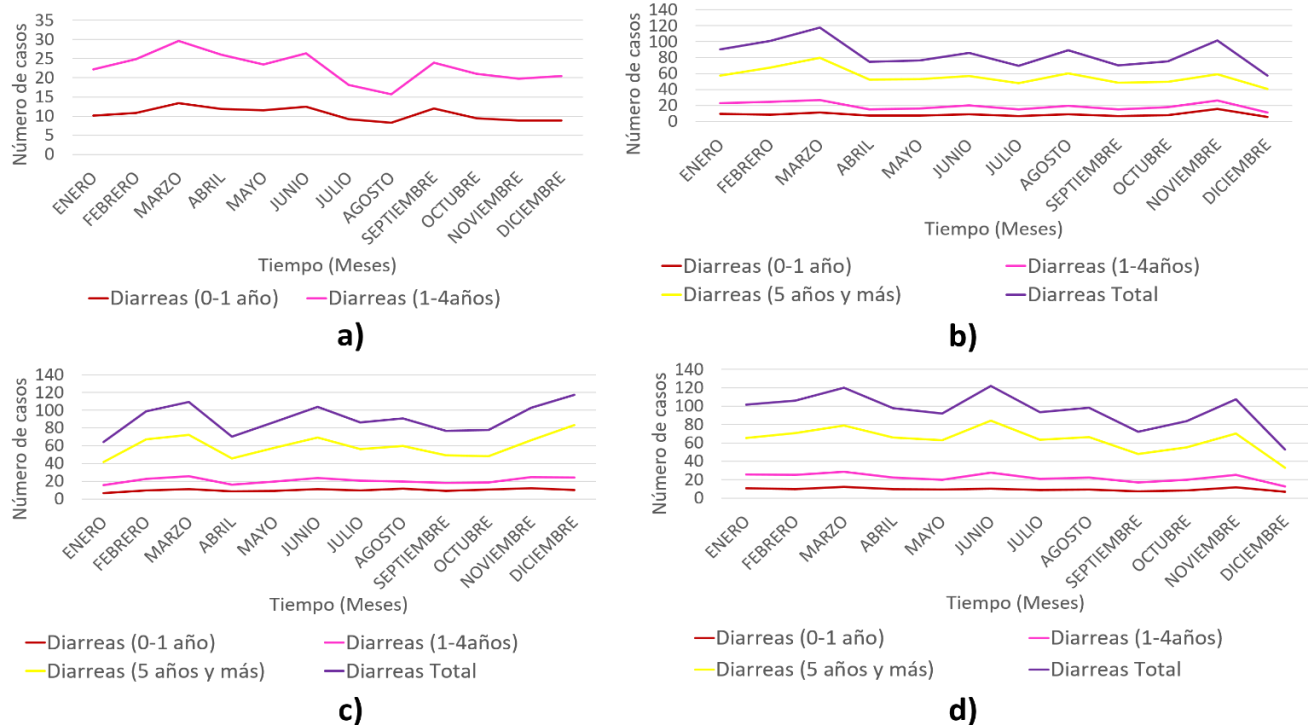 Número de casos
35
30
25
20
15
10
5
0
ENERO
FEBRERO
MARZO
ABRIL
MAYO
JUNIO
JULIO
AGOSTO
SEPTIEMBRE
OCTUBRE
NOVIEMBRE
DICIEMBRE
Tiempo (Meses)
Diarreas (0-1 año) Diarreas (1-4años)
a)
Número de casos
140
120
100
80
60
40
20
0
ENERO
FEBRERO
MARZO
ABRIL
MAYO
JUNIO
JULIO
AGOSTO
SEPTIEMBRE
OCTUBRE
NOVIEMBRE
DICIEMBRE
Tiempo (Meses)
Diarreas (0-1 año) Diarreas (1-4años)
Diarreas (5 años y más) Diarreas Total
b)
Número de casos
140
120
100
80
60
40
20
0
ENERO
FEBRERO
MARZO
ABRIL
MAYO
JUNIO
JULIO
AGOSTO
SEPTIEMBRE
OCTUBRE
NOVIEMBRE
DICIEMBRE
Tiempo (Meses)
Diarreas (0-1 año) Diarreas (1-4años)
Diarreas (5 años y más) Diarreas Total
c)
Número de casos
140
120
100
80
60
40
20
0
ENERO
FEBRERO
MARZO
ABRIL
MAYO
JUNIO
JULIO
AGOSTO
SEPTIEMBRE
OCTUBRE
NOVIEMBRE
DICIEMBRE
Tiempo (Meses)
Diarreas (0-1 año) Diarreas (1-4años)
Diarreas (5 años y más) Diarreas Total
d)